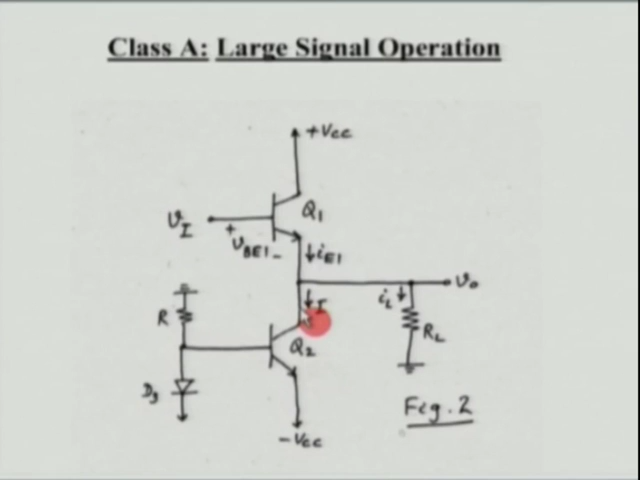 Class A: Large Signal Operation
+Vcc
Q1
VI
+
VBE1 -
iE1
Vo
I
iL
R
RL
Q2
D3
Fig. 2
-Vcc